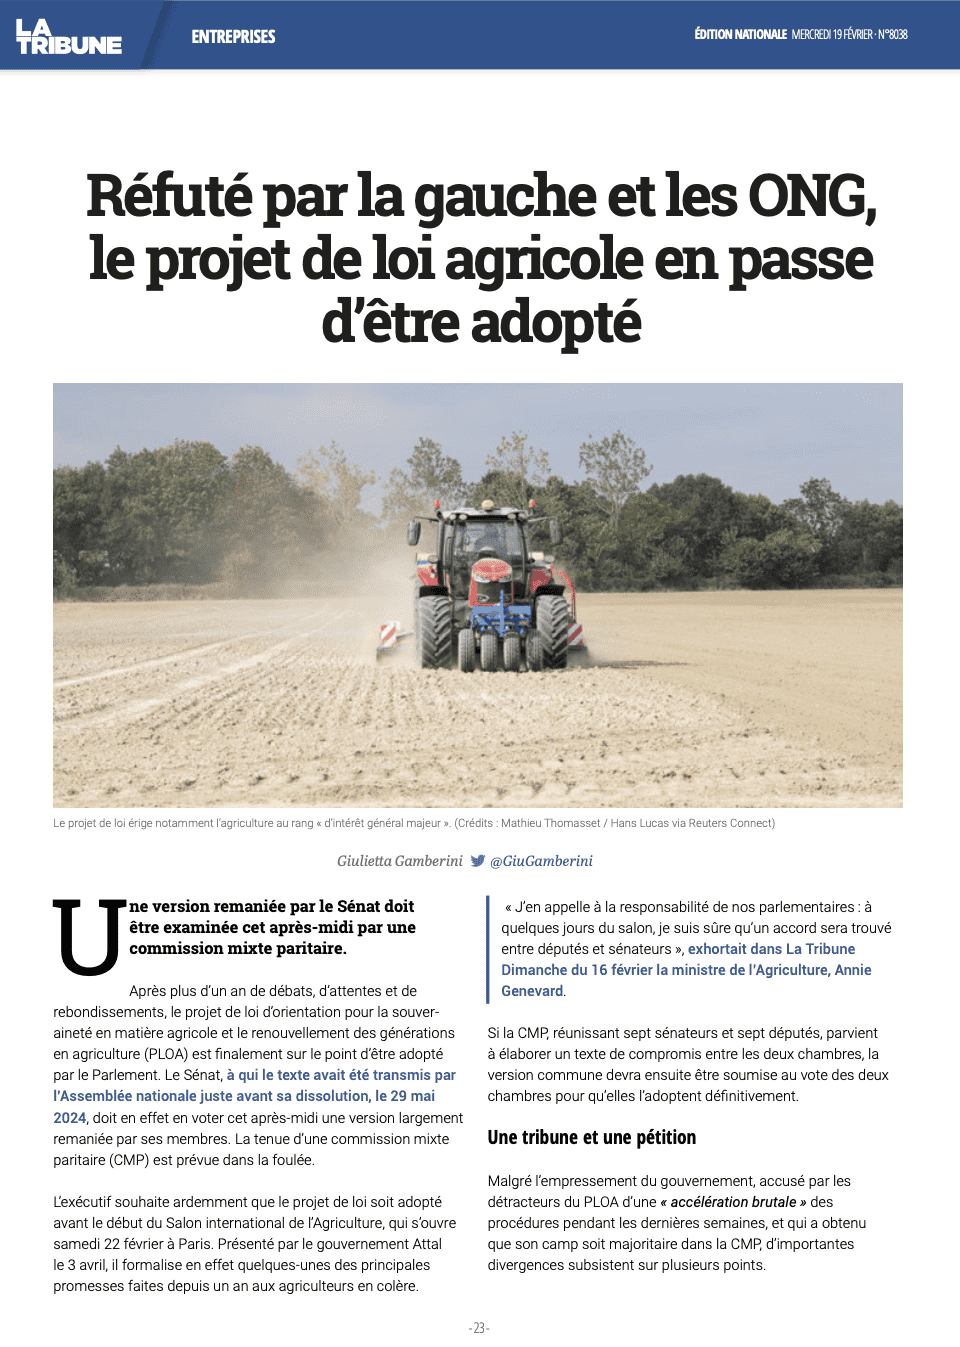 LA
TRIBUNE
ENTREPRISES
ÉDITION NATIONALE MERCREDI 19 FÉVRIER · N°8038
Réfuté par la gauche et les ONG,
le projet de loi agricole en passe
d’être adopté
Le projet de loi érige notamment l’agriculture au rang « d’intérêt général majeur ». (Crédits : Mathieu Thomasset / Hans Lucas via Reuters Connect)
Giulietta Gamberini @GiuGamberini
Une version remaniée par le Sénat doit
être examinée cet après-midi par une
commission mixte paritaire.
Après plus d’un an de débats, d’attentes et de
rebondissements, le projet de loi d’orientation pour la souver-
aineté en matière agricole et le renouvellement des générations
en agriculture (PLOA) est finalement sur le point d’être adopté
par le Parlement. Le Sénat, à qui le texte avait été transmis par
l’Assemblée nationale juste avant sa dissolution, le 29 mai
2024, doit en effet en voter cet après-midi une version largement
remaniée par ses membres. La tenue d’une commission mixte
paritaire (CMP) est prévue dans la foulée.
L’exécutif souhaite ardemment que le projet de loi soit adopté
avant le début du Salon international de l’Agriculture, qui s’ouvre
samedi 22 février à Paris. Présenté par le gouvernement Attal
le 3 avril, il formalise en effet quelques-unes des principales
promesses faites depuis un an aux agriculteurs en colère.
« J’en appelle à la responsabilité de nos parlementaires : à
quelques jours du salon, je suis sûre qu’un accord sera trouvé
entre députés et sénateurs », exhortait dans La Tribune
Dimanche du 16 février la ministre de l’Agriculture, Annie
Genevard.
Si la CMP, réunissant sept sénateurs et sept députés, parvient
à élaborer un texte de compromis entre les deux chambres, la
version commune devra ensuite être soumise au vote des deux
chambres pour qu’elles l’adoptent définitivement.
Une tribune et une pétition
Malgré l’empressement du gouvernement, accusé par les
détracteurs du PLOA d’une « accélération brutale » des
procédures pendant les dernières semaines, et qui a obtenu
que son camp soit majoritaire dans la CMP, d’importantes
divergences subsistent sur plusieurs points.
-23-